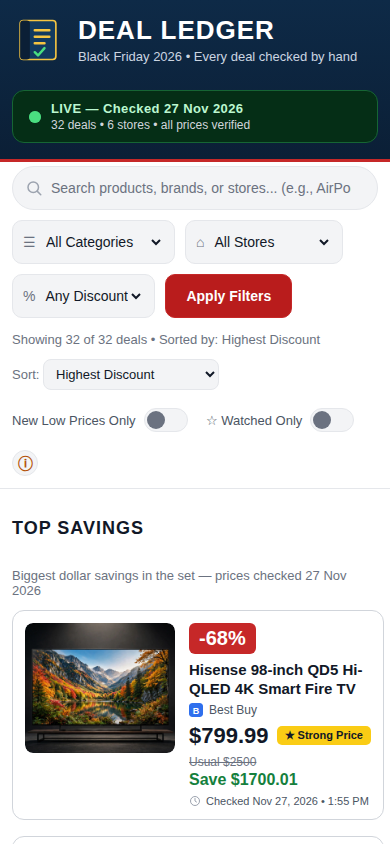 DEAL LEDGER
Black Friday 2026 • Every deal checked by hand
LIVE — Checked 27 Nov 2026
32 deals • 6 stores • all prices verified
Search products, brands, or stores... (e.g., AirPo
All Categories
All Stores
% Any Discount
Apply Filters
Showing 32 of 32 deals • Sorted by: Highest Discount
Sort: Highest Discount
New Low Prices Only
☆ Watched Only
TOP SAVINGS
Biggest dollar savings in the set — prices checked 27 Nov
2026
-68%
Hisense 98-inch QD5 Hi-
QLED 4K Smart Fire TV
B Best Buy
$799.99 ★ Strong Price
Usual $2500
Save $1700.01
Checked Nov 27, 2026 • 1:55 PM